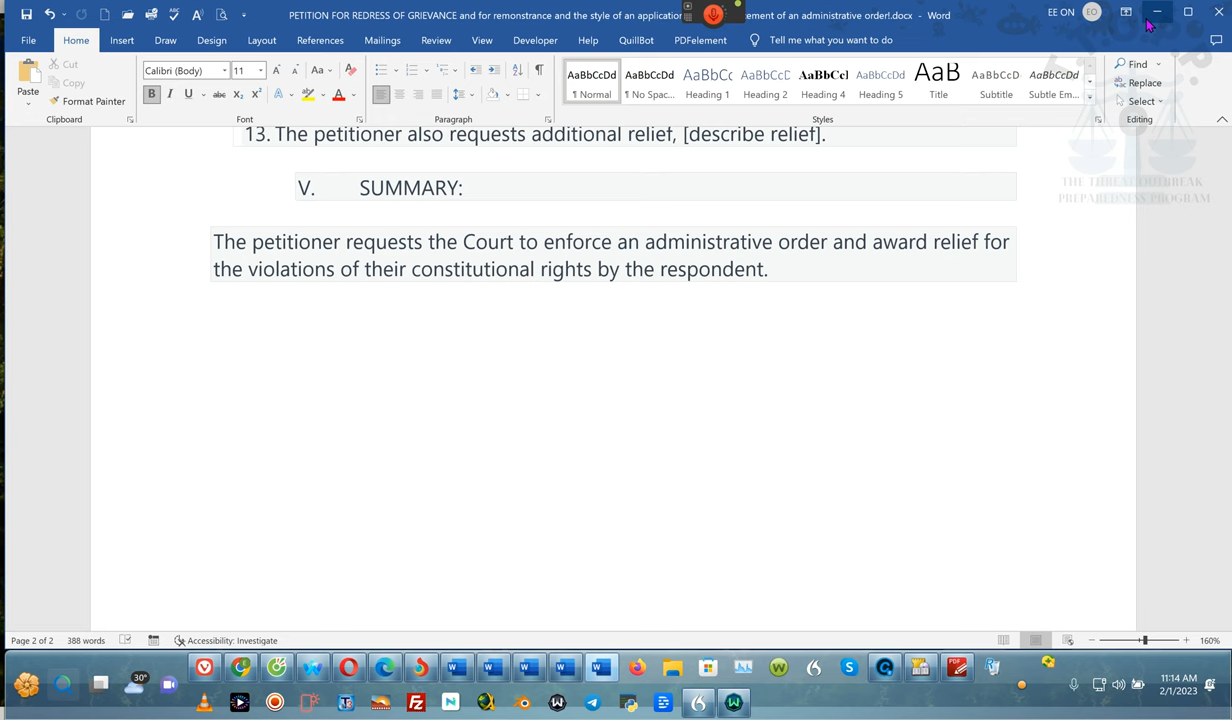 PETITION FOR REDRESS OF GRIEVANCE and for remonstrance and the style of an application cement of an administrative order!.docx - Word
EE ON
EO
File Home Insert Draw Design Layout References Mailings Review View Developer Help QuillBot PDFelement Tell me what you want to do
Paste
Cut
Copy
Format Painter
Clipboard
Calibri (Body) 11
Font
Paragraph
AaBbCcDd AaBbCcDd AaBbCc AaBbCcD AaBbCcI AaBbCcDd AaB AaBbCcD AaBbCcDd
¶ Normal ¶ No Spac... Heading 1 Heading 2 Heading 4 Heading 5 Title Subtitle Subtle Em...
Styles
Find
Replace
Select
Editing
THE THREAT OUTBREAK
PREPAREDNESS PROGRAM
13. The petitioner also requests additional relief, [describe relief].
V. SUMMARY:
The petitioner requests the Court to enforce an administrative order and award relief for
the violations of their constitutional rights by the respondent.
Page 2 of 2 388 words Accessibility: Investigate 160%
30°
11:14 AM
2/1/2023